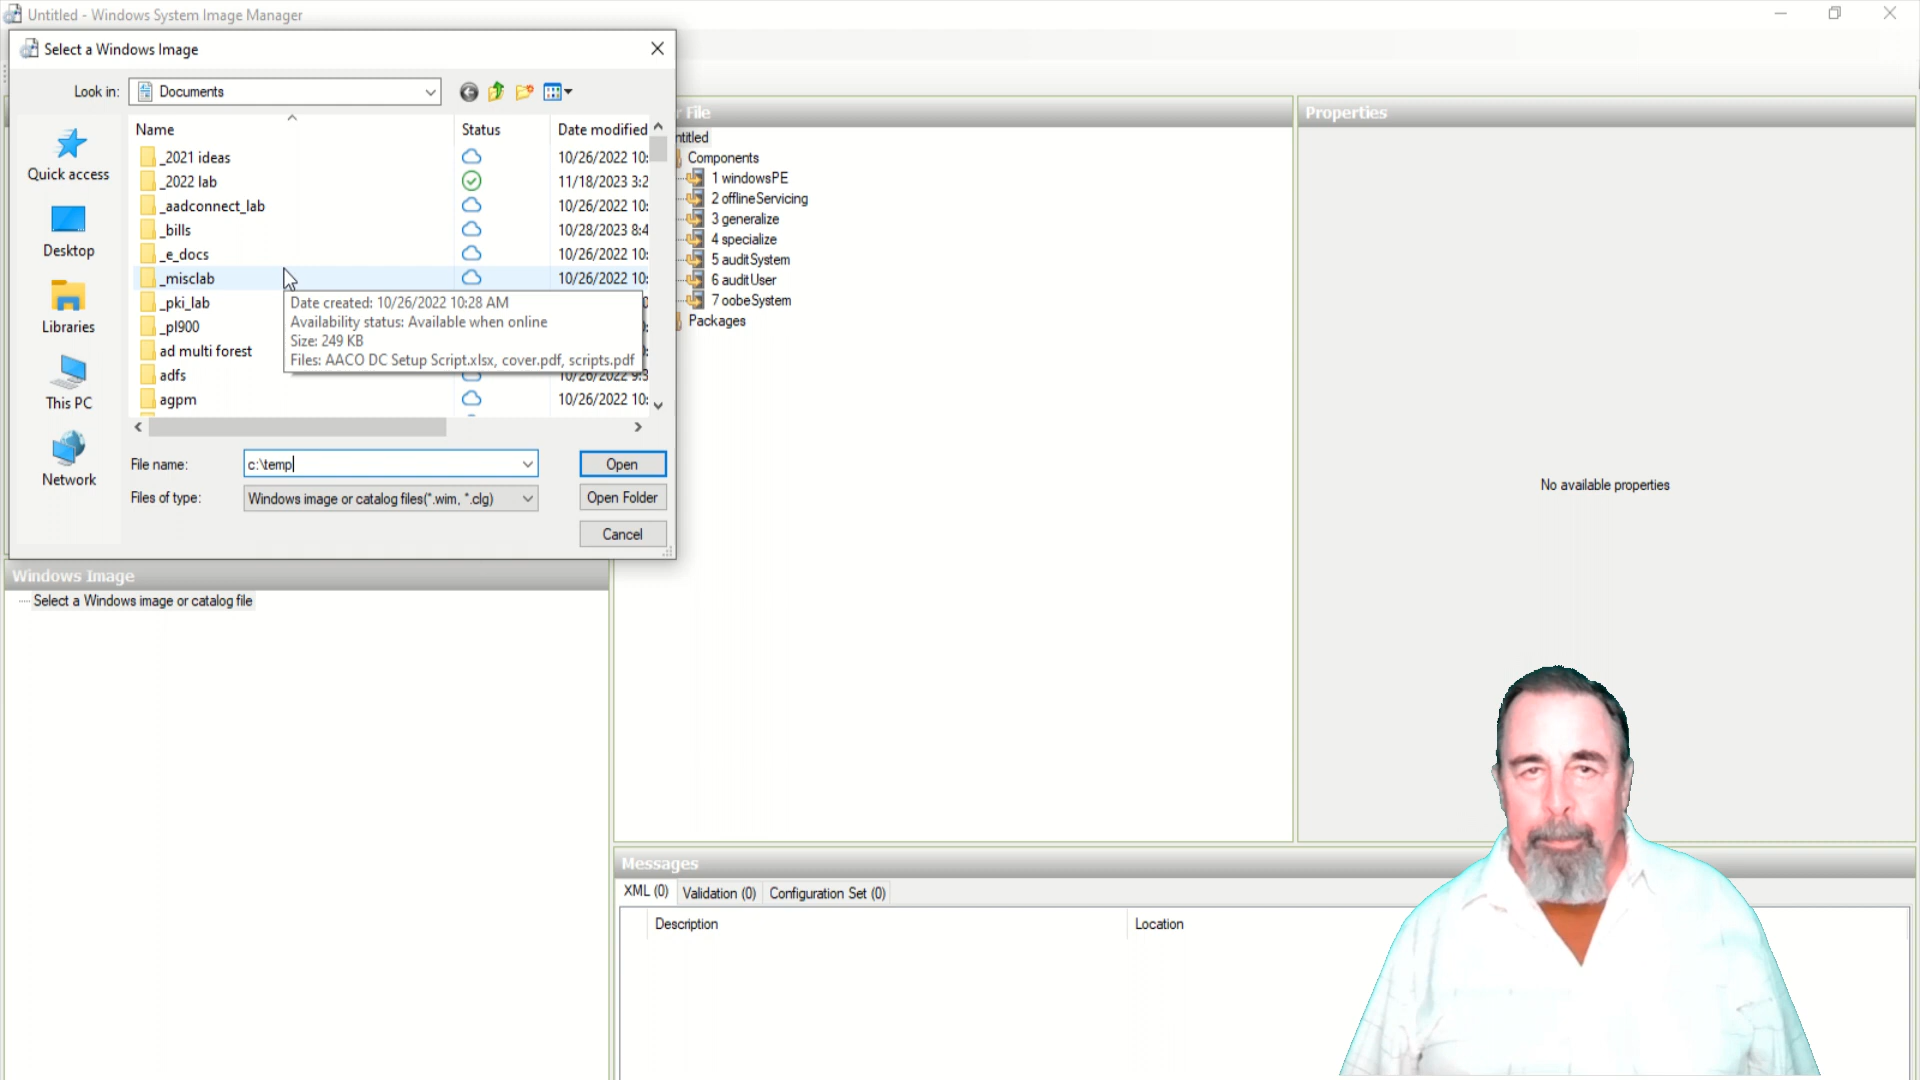 Untitled - Windows System Image Manager
Select a Windows Image
Look in:
Documents
Name
Status
Date modified
_2021 ideas
10/26/2022 10:
_2022 lab
11/18/2023 3:2
_aadconnect_lab
10/26/2022 10:
_bills
10/28/2023 8:4
_e_docs
10/26/2022 10:
_misclab
10/26/2022 10:
_pki_lab
_pl900
ad multi forest
adfs
10/26/2022 9:3
agpm
10/26/2022 10:
Date created: 10/26/2022 10:28 AM
Availability status: Available when online
Size: 249 KB
Files: AACO DC Setup Script.xlsx, cover.pdf, scripts.pdf
Quick access
Desktop
Libraries
This PC
Network
File name:
c:\temp
Open
Files of type:
Windows image or catalog files(*.wim, *.clg)
Open Folder
Cancel
r File
ntitled
Components
1 windowsPE
2 offlineServicing
3 generalize
4 specialize
5 auditSystem
6 auditUser
7 oobeSystem
Packages
Properties
No available properties
Windows Image
Select a Windows image or catalog file
Messages
XML (0)
Validation (0)
Configuration Set (0)
Description
Location